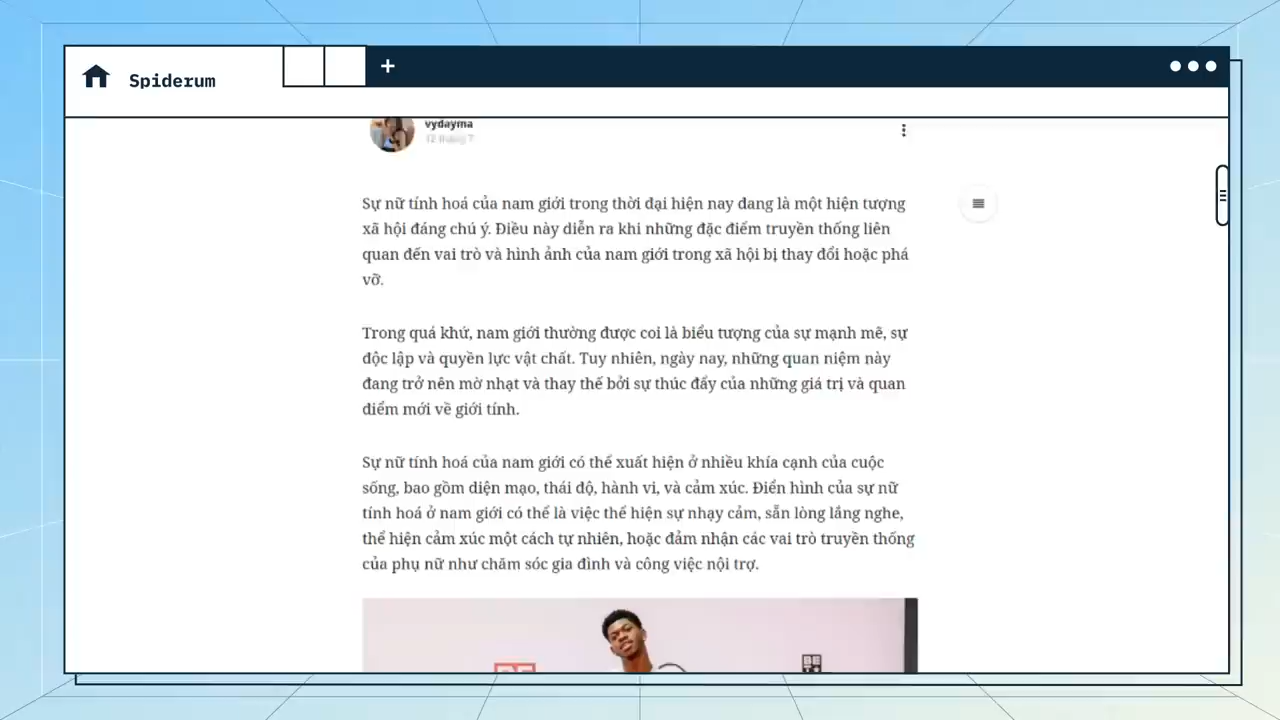 Spiderum
vydayma
12 tháng 7
Sự nữ tính hoá của nam giới trong thời đại hiện nay đang là một hiện tượng
xã hội đáng chú ý. Điều này diễn ra khi những đặc điểm truyền thống liên
quan đến vai trò và hình ảnh của nam giới trong xã hội bị thay đổi hoặc phá
vỡ.
Trong quá khứ, nam giới thường được coi là biểu tượng của sự mạnh mẽ, sự
độc lập và quyền lực vật chất. Tuy nhiên, ngày nay, những quan niệm này
đang trở nên mờ nhạt và thay thế bởi sự thúc đẩy của những giá trị và quan
điểm mới về giới tính.
Sự nữ tính hoá của nam giới có thể xuất hiện ở nhiều khía cạnh của cuộc
sống, bao gồm diện mạo, thái độ, hành vi, và cảm xúc. Điển hình của sự nữ
tính hoá ở nam giới có thể là việc thể hiện sự nhạy cảm, sẵn lòng lắng nghe,
thể hiện cảm xúc một cách tự nhiên, hoặc đảm nhận các vai trò truyền thống
của phụ nữ như chăm sóc gia đình và công việc nội trợ.